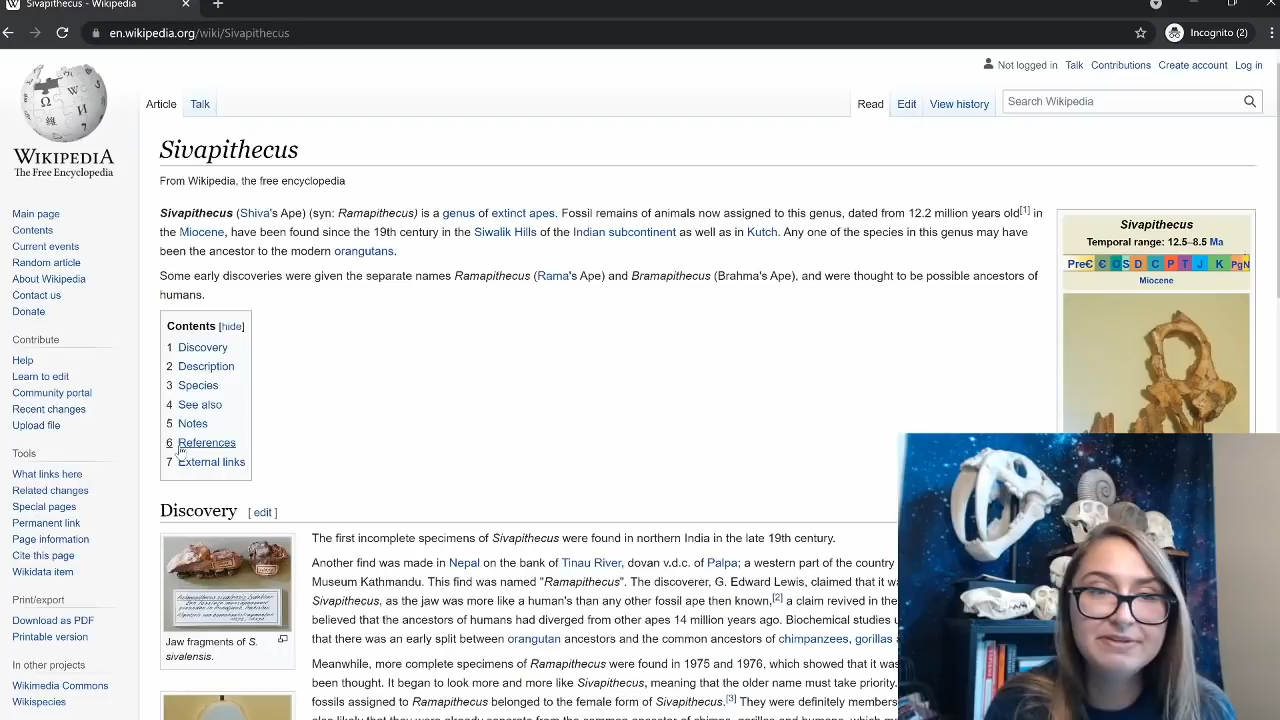 Sivapithecus - Wikipedia
en.wikipedia.org/wiki/Sivapithecus
Incognito (2)
Not logged in Talk Contributions Create account Log in
Article Talk
Read Edit View history
Search Wikipedia
WIKIPEDIA
The Free Encyclopedia
Main page
Contents
Current events
Random article
About Wikipedia
Contact us
Donate
Contribute
Help
Learn to edit
Community portal
Recent changes
Upload file
Tools
What links here
Related changes
Special pages
Permanent link
Page information
Cite this page
Wikidata item
Print/export
Download as PDF
Printable version
In other projects
Wikimedia Commons
Wikispecies
Sivapithecus
From Wikipedia, the free encyclopedia
Sivapithecus (Shiva's Ape) (syn: Ramapithecus) is a genus of extinct apes. Fossil remains of animals now assigned to this genus, dated from 12.2 million years old[1] in
the Miocene, have been found since the 19th century in the Siwalik Hills of the Indian subcontinent as well as in Kutch. Any one of the species in this genus may have
been the ancestor to the modern orangutans.
Some early discoveries were given the separate names Ramapithecus (Rama's Ape) and Bramapithecus (Brahma's Ape), and were thought to be possible ancestors of
humans.
Sivapithecus
Temporal range: 12.5–8.5 Ma
PreЄ Є O S D C P T J K PgN
Miocene
Contents [hide]
1 Discovery
2 Description
3 Species
4 See also
5 Notes
6 References
7 External links
Discovery [ edit ]
Jaw fragments of S.
sivalensis.
The first incomplete specimens of Sivapithecus were found in northern India in the late 19th century.
Another find was made in Nepal on the bank of Tinau River, dovan v.d.c. of Palpa; a western part of the country
Museum Kathmandu. This find was named "Ramapithecus". The discoverer, G. Edward Lewis, claimed that it
Sivapithecus, as the jaw was more like a human's than any other fossil ape then known,[2] a claim revived in the
believed that the ancestors of humans had diverged from other apes 14 million years ago. Biochemical studies
that there was an early split between orangutan ancestors and the common ancestors of chimpanzees, gorillas
Meanwhile, more complete specimens of Ramapithecus were found in 1975 and 1976, which showed that it was
been thought. It began to look more and more like Sivapithecus, meaning that the older name must take priority.
fossils assigned to Ramapithecus belonged to the female form of Sivapithecus.[3] They were definitely members